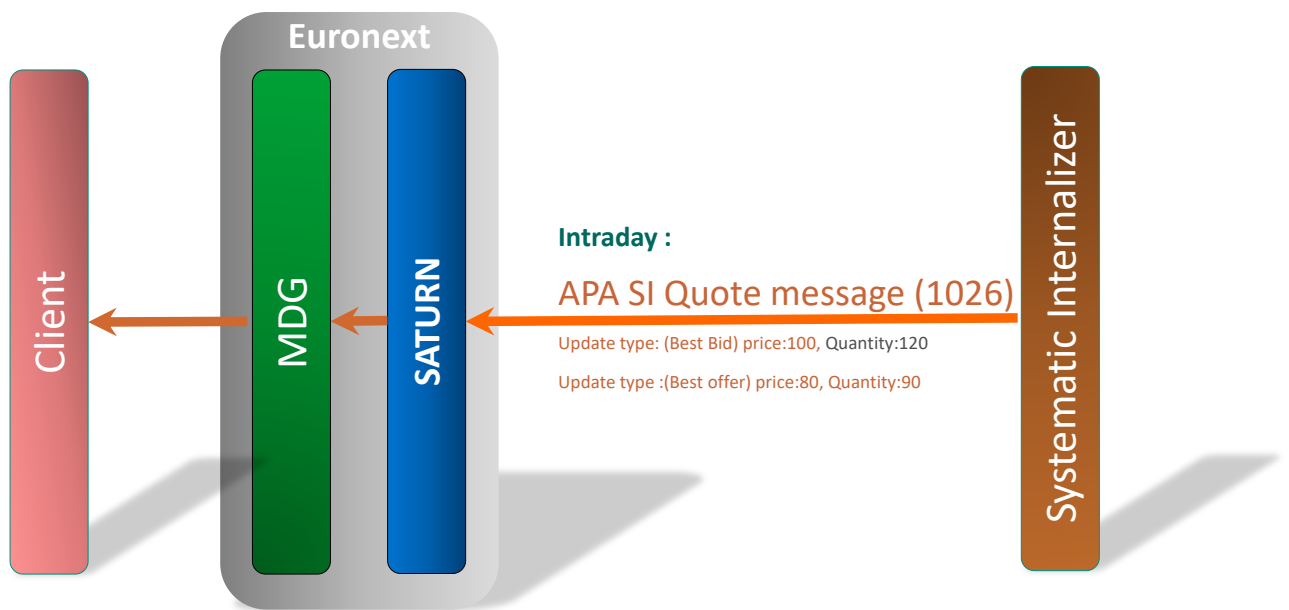 Euronext
Client
MDG
SATURN
Intraday :
APA SI Quote message (1026)
Update type: (Best Bid) price:100, Quantity:120
Update type :(Best offer) price:80, Quantity:90
Systematic Internalizer